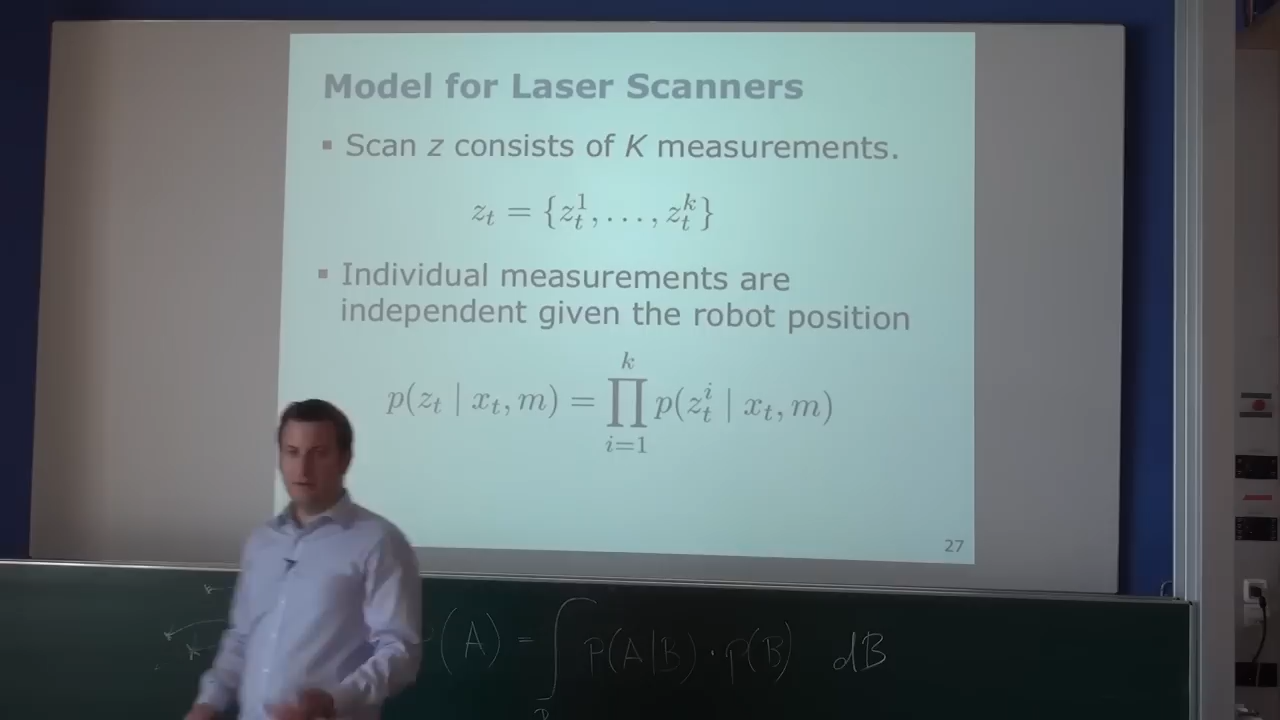 Model for Laser Scanners
▪ Scan z consists of K measurements.
z_t = {z_t^1, . . . , z_t^k}
▪ Individual measurements are
independent given the robot position
p(z_t | x_t, m) = ∏_{i=1}^{k} p(z_t^i | x_t, m)
27
(A) = ∫ P(A|B) · p(B) dB